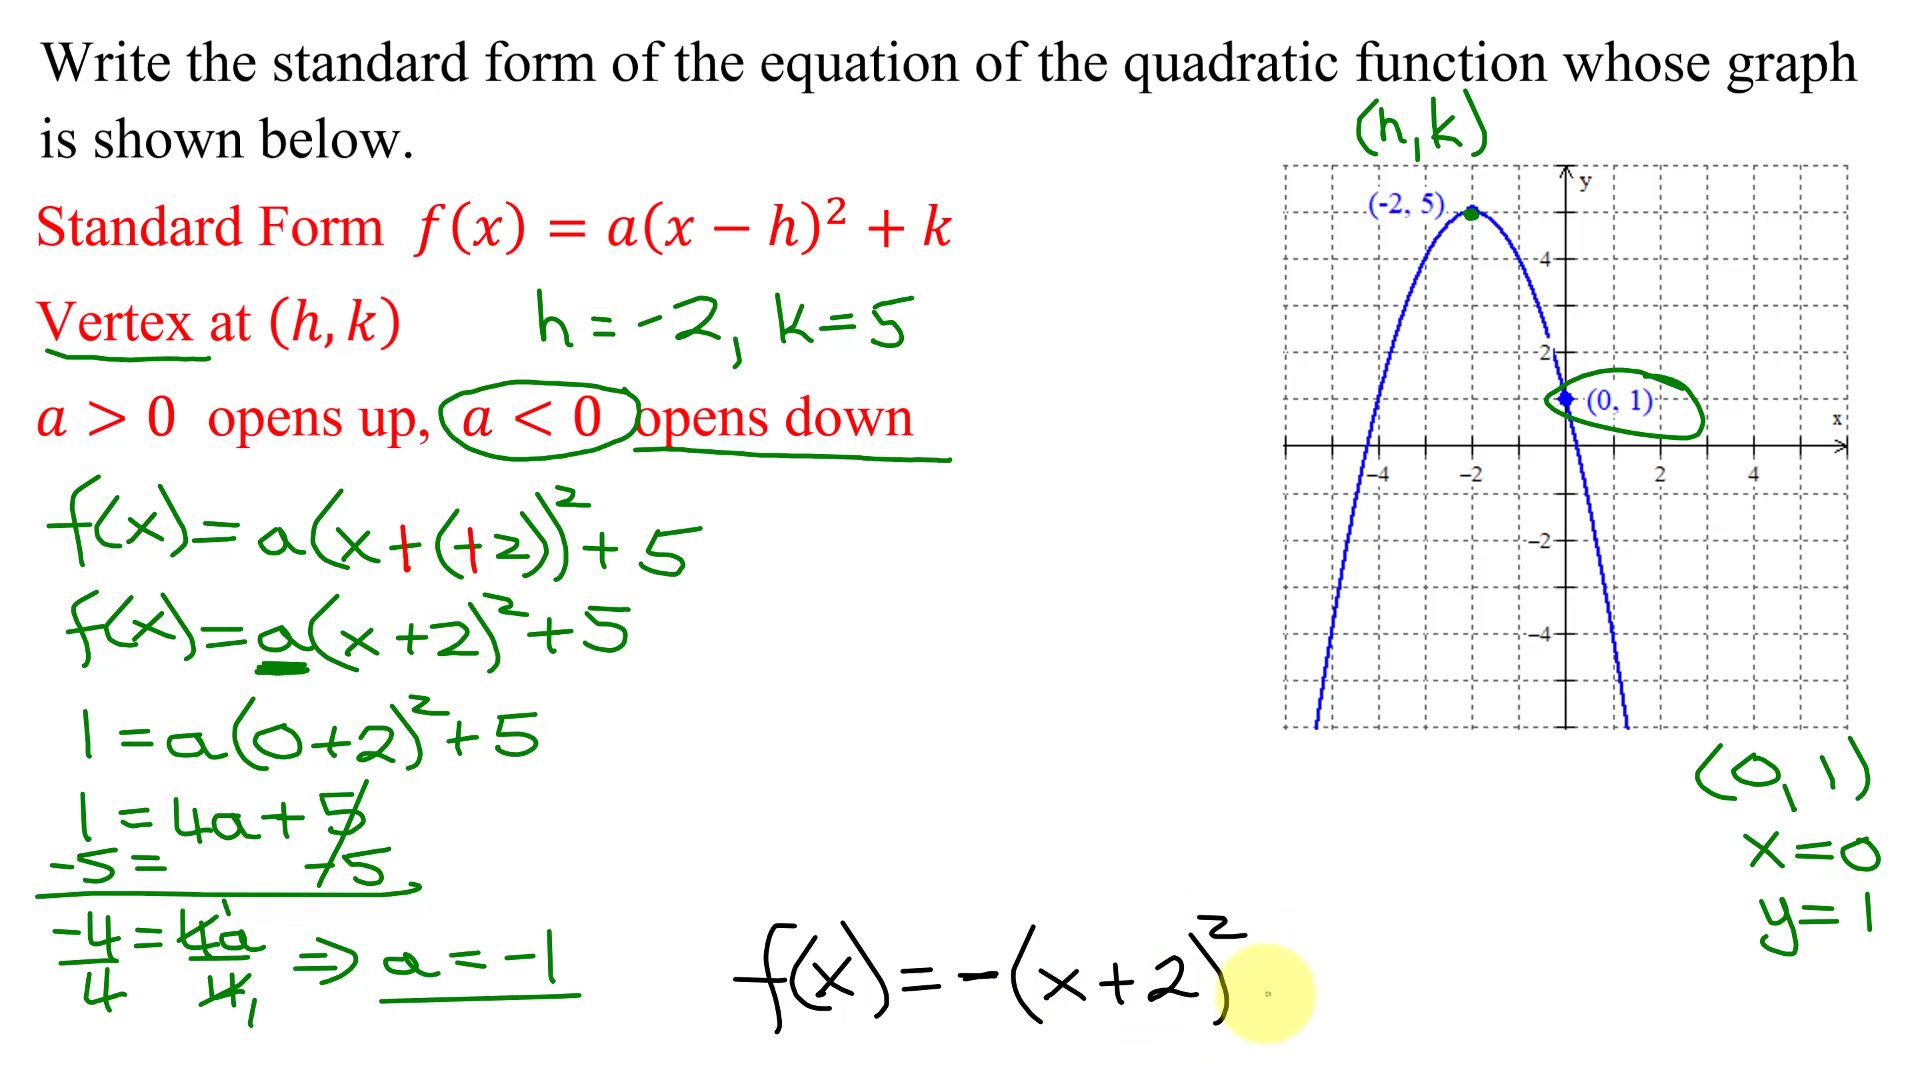 Write the standard form of the equation of the quadratic function whose graph
is shown below.
(h,k)
Standard Form f(x) = a(x − h)² + k
Vertex at (h, k) h = -2, k = 5
a > 0 opens up, a < 0 opens down
f(x) = a(x + (+2))² + 5
f(x) = a(x + 2)² + 5
1 = a(0+2)² + 5
1 = 4a + 5
-5 = -5
-4/4 = 4a/4 ⇒ a = -1
1
1
f(x) = -(x+2)²
y
(-2, 5)
4
2
(0, 1)
x
-4 -2 2 4
-2
-4
(0, 1)
x=0
y=1